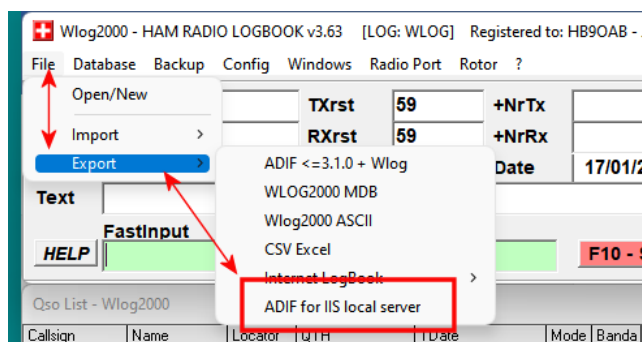 Wlog2000 - HAM RADIO LOGBOOK v3.63 [LOG: WLOG] Registered to: HB9OAB -
File Database Backup Config Windows Radio Port Rotor ?
Open/New
Import
Export
TXrst 59 +NrTx
RXrst 59 +NrRx
Date 17/01/2
ADIF <=3.1.0 + Wlog
WLOG2000 MDB
Wlog2000 ASCII
CSV Excel
Internet LogBook
ADIF for IIS local server
Text
FastInput
HELP
F10 -
Qso List - Wlog2000
Callsign Name Locator QTH TDate Mode Banda